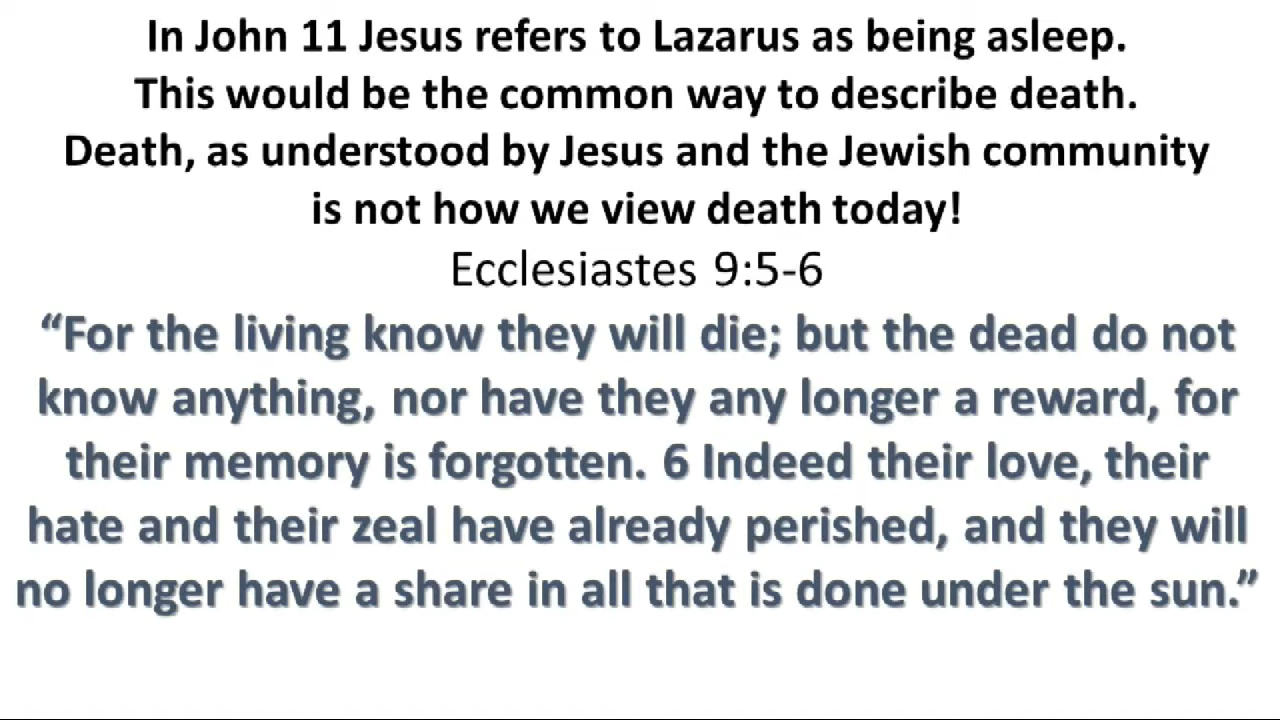 In John 11 Jesus refers to Lazarus as being asleep.
This would be the common way to describe death.
Death, as understood by Jesus and the Jewish community
is not how we view death today!
Ecclesiastes 9:5-6
“For the living know they will die; but the dead do not
know anything, nor have they any longer a reward, for
their memory is forgotten. 6 Indeed their love, their
hate and their zeal have already perished, and they will
no longer have a share in all that is done under the sun.”